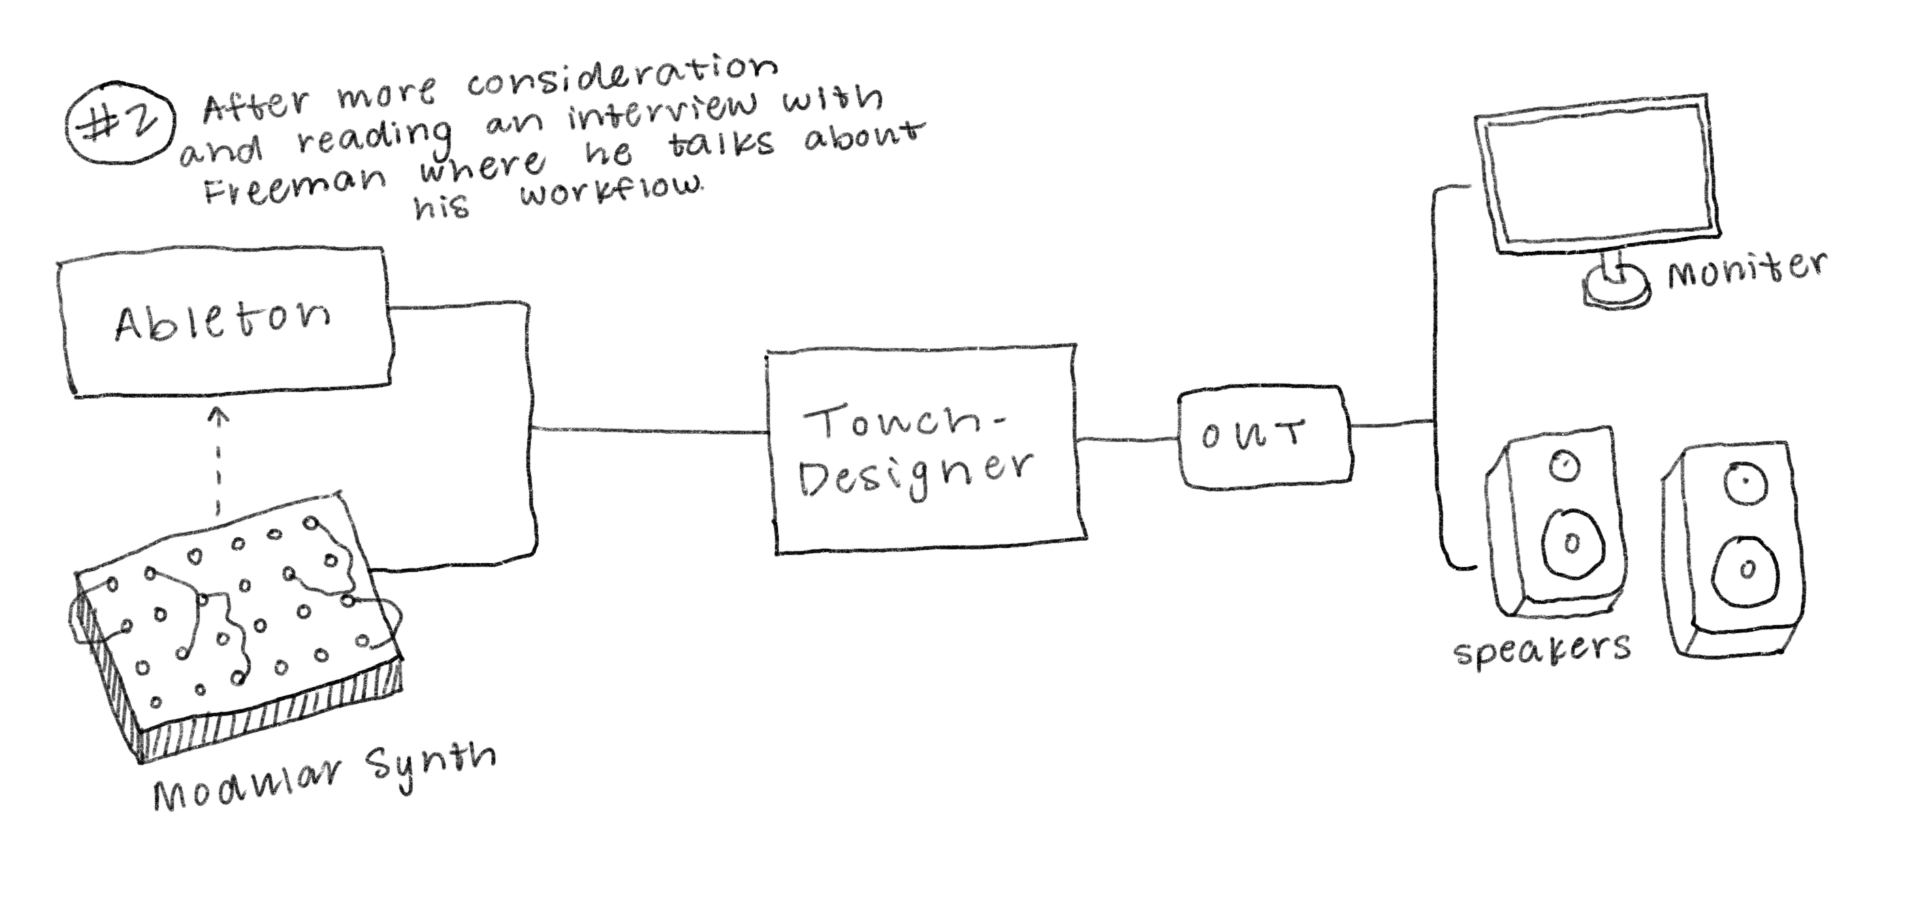 #2
After more consideration
and reading an interview with
Freeman where he talks about
his workflow.
Ableton
Modular Synth
Touch-
Designer
OUT
Moniter
speakers